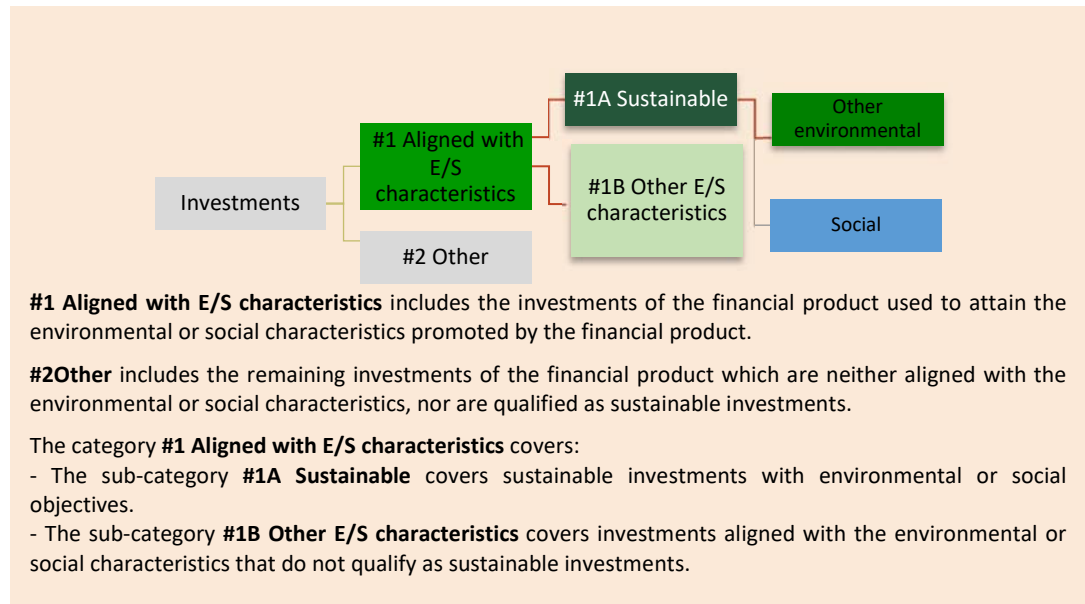 #1A Sustainable
Other
environmental
#1 Aligned with
E/S
characteristics
#1B Other E/S
characteristics
Investments
Social
#2 Other
#1 Aligned with E/S characteristics includes the investments of the financial product used to attain the
environmental or social characteristics promoted by the financial product.
#2Other includes the remaining investments of the financial product which are neither aligned with the
environmental or social characteristics, nor are qualified as sustainable investments.
The category #1 Aligned with E/S characteristics covers:
- The sub-category #1A Sustainable covers sustainable investments with environmental or social
objectives.
- The sub-category #1B Other E/S characteristics covers investments aligned with the environmental or
social characteristics that do not qualify as sustainable investments.